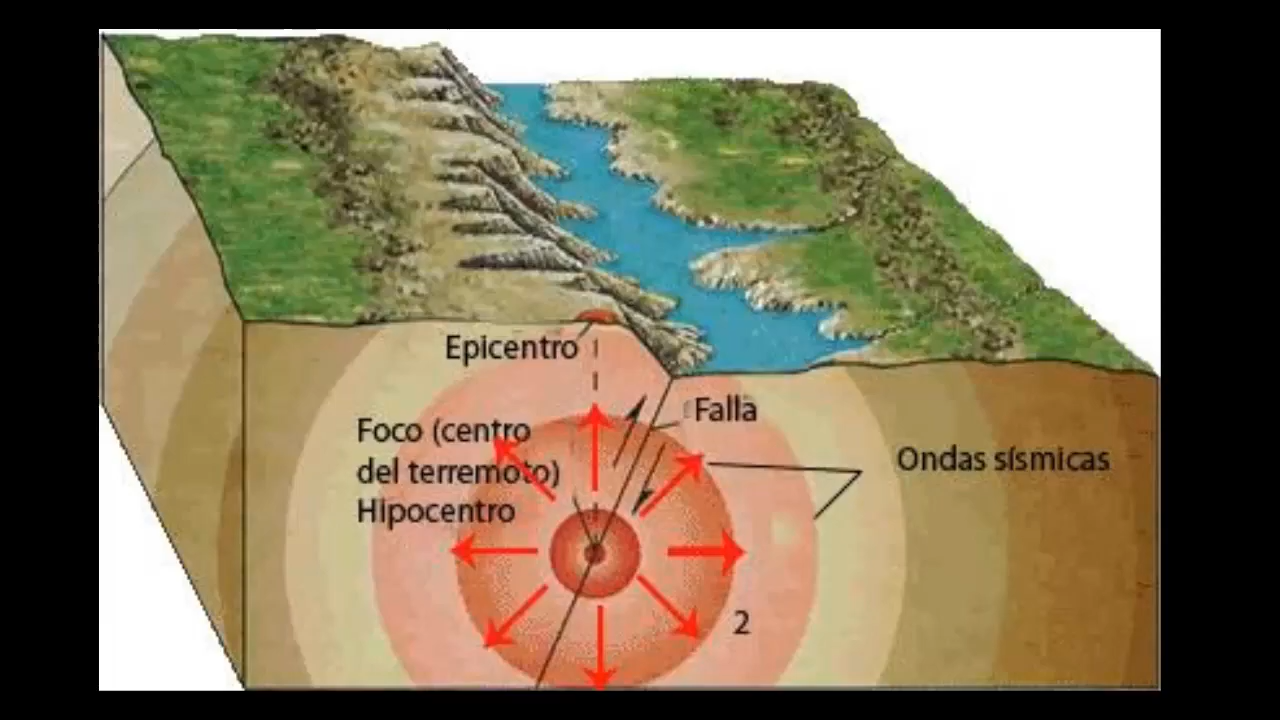 Epicentro
Falla
Foco (centro
del terremoto)
Hipocentro
Ondas sísmicas
2